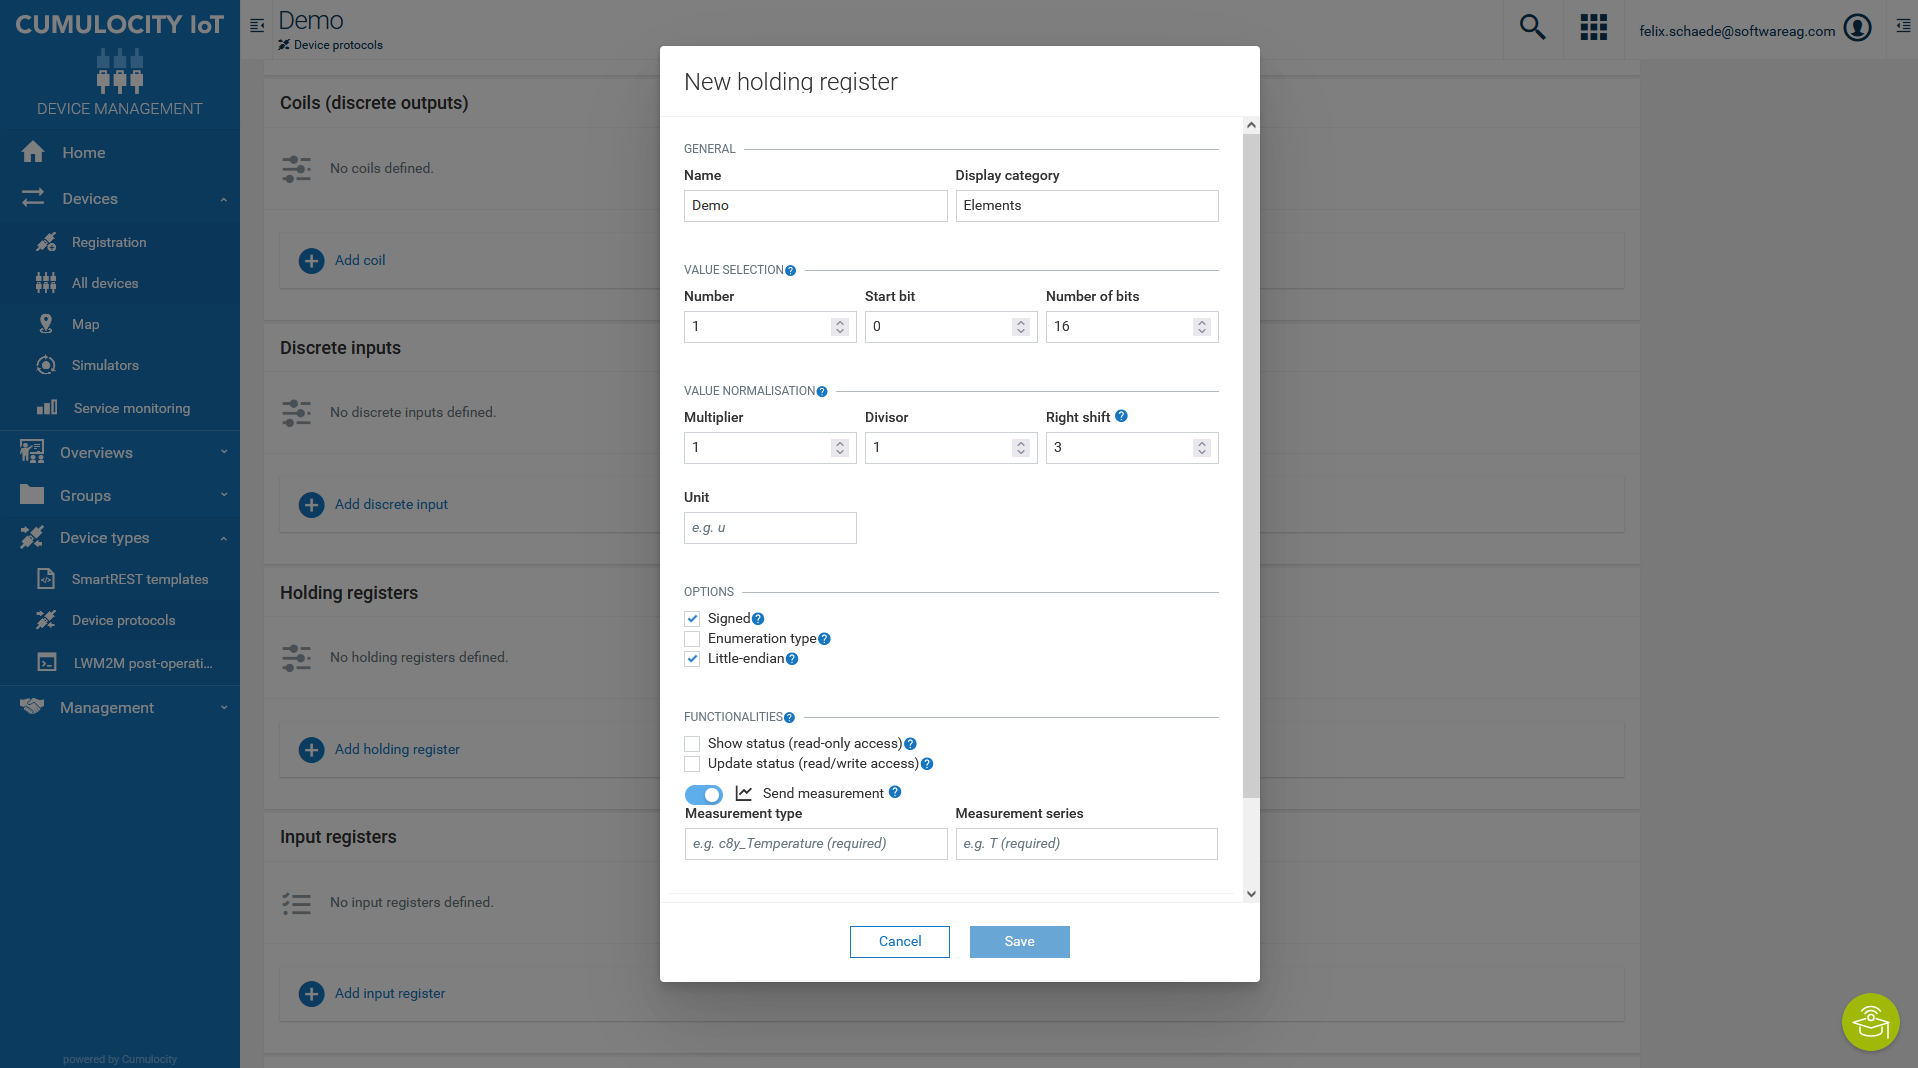 CUMULOCITY IoT
DEVICE MANAGEMENT
Home
Devices
Registration
All devices
Map
Simulators
Service monitoring
Overviews
Groups
Device types
SmartREST templates
Device protocols
LWM2M post-operati...
Management
powered by Cumulocity
Demo
Device protocols
felix.schaede@softwareag.com
Coils (discrete outputs)
No coils defined.
Add coil
Discrete inputs
No discrete inputs defined.
Add discrete input
Holding registers
No holding registers defined.
Add holding register
Input registers
No input registers defined.
Add input register
New holding register
GENERAL
Name Display category
Demo Elements
VALUE SELECTION
Number Start bit Number of bits
1 0 16
VALUE NORMALISATION
Multiplier Divisor Right shift
1 1 3
Unit
e.g. u
OPTIONS
Signed
Enumeration type
Little-endian
FUNCTIONALITIES
Show status (read-only access)
Update status (read/write access)
Send measurement
Measurement type Measurement series
e.g. c8y_Temperature (required) e.g. T (required)
Cancel Save